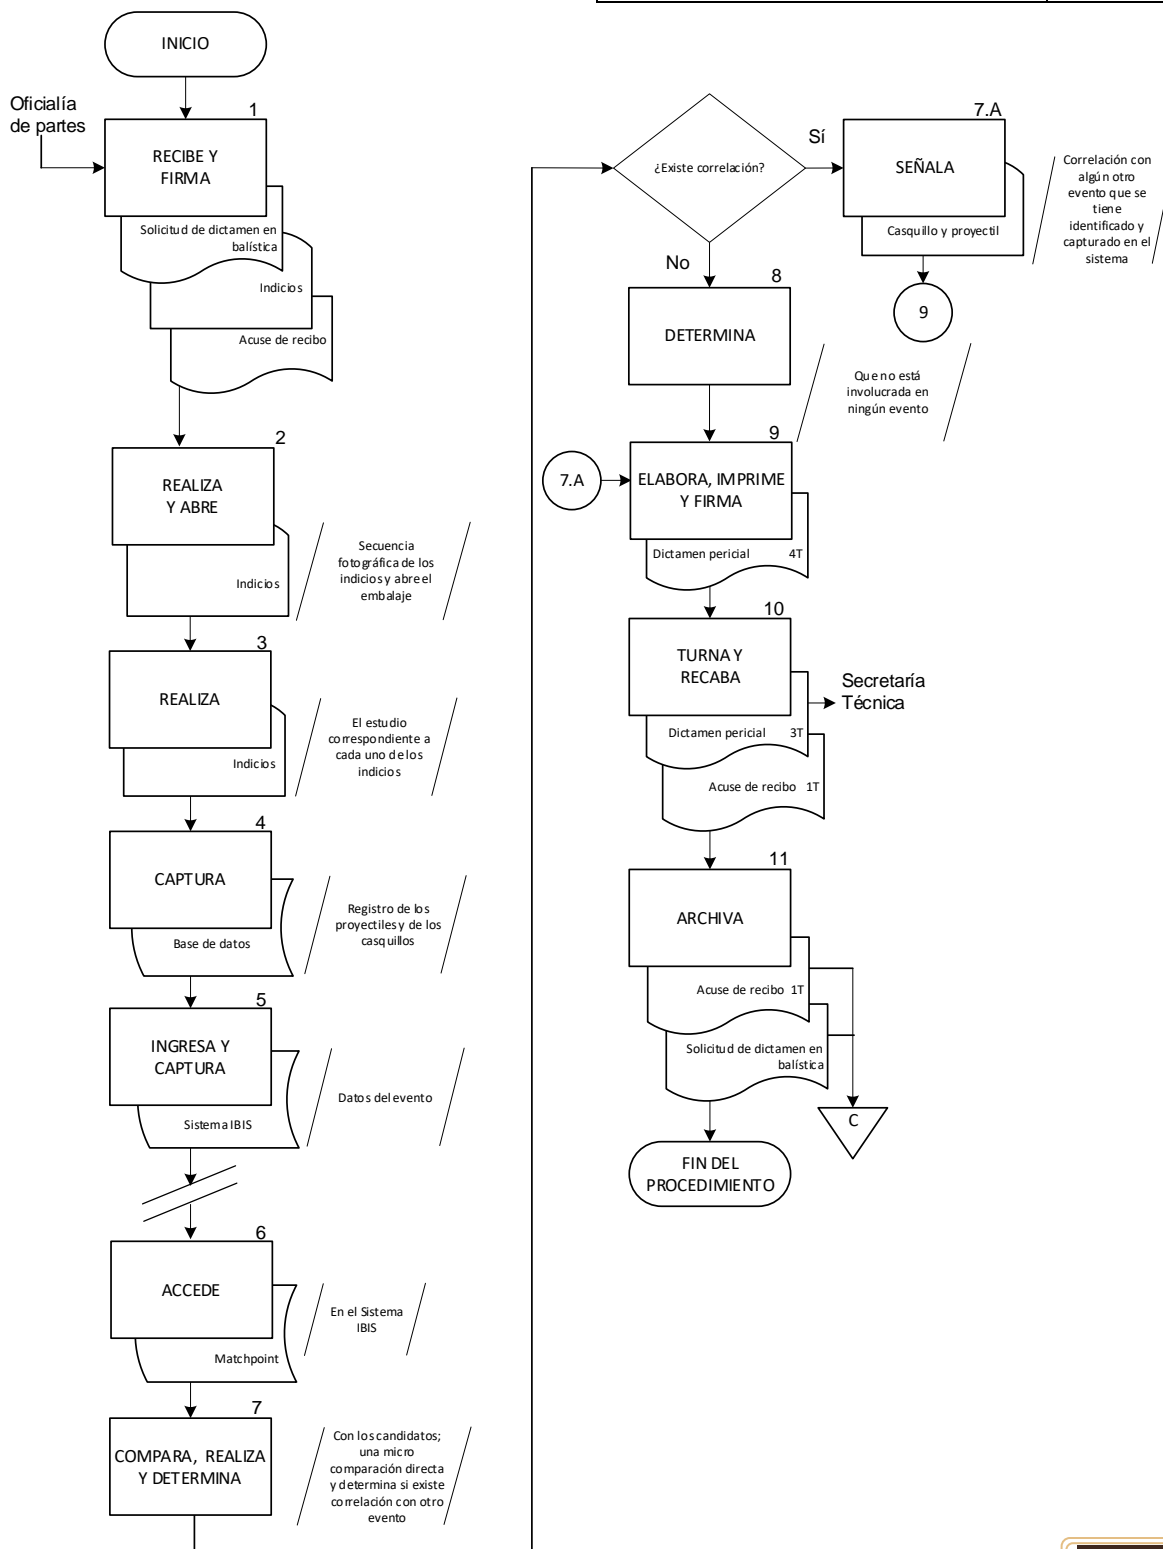 INICIO
Oficialía
de partes
1
RECIBE Y
FIRMA
Solicitud de dictamen en
balística
Indicios
Acuse de recibo
2
REALIZA
Y ABRE
Indicios
Secuencia
fotográfica de los
indicios y abre el
embalaje
3
REALIZA
Indicios
El estudio
correspondiente a
cada uno de los
indicios
4
CAPTURA
Base de datos
Registro de los
proyectiles y de los
casquillos
5
INGRESA Y
CAPTURA
Sistema IBIS
Datos del evento
6
ACCEDE
Matchpoint
En el Sistema
IBIS
7
COMPARA, REALIZA
Y DETERMINA
Con los candidatos;
una micro
comparación directa
y determina si existe
correlación con otro
evento
¿Existe correlación?
Sí
7.A
SEÑALA
Casquillo y proyectil
Correlación con
algún otro
evento que se
tiene
identificado y
capturado en el
sistema
9
No
8
DETERMINA
Que no está
involucrada en
ningún evento
7.A
9
ELABORA, IMPRIME
Y FIRMA
Dictamen pericial 4T
10
TURNA Y
RECABA
Dictamen pericial 3T
Acuse de recibo 1T
Secretaría
Técnica
11
ARCHIVA
Acuse de recibo 1T
Solicitud de dictamen en
balística
C
FIN DEL
PROCEDIMIENTO